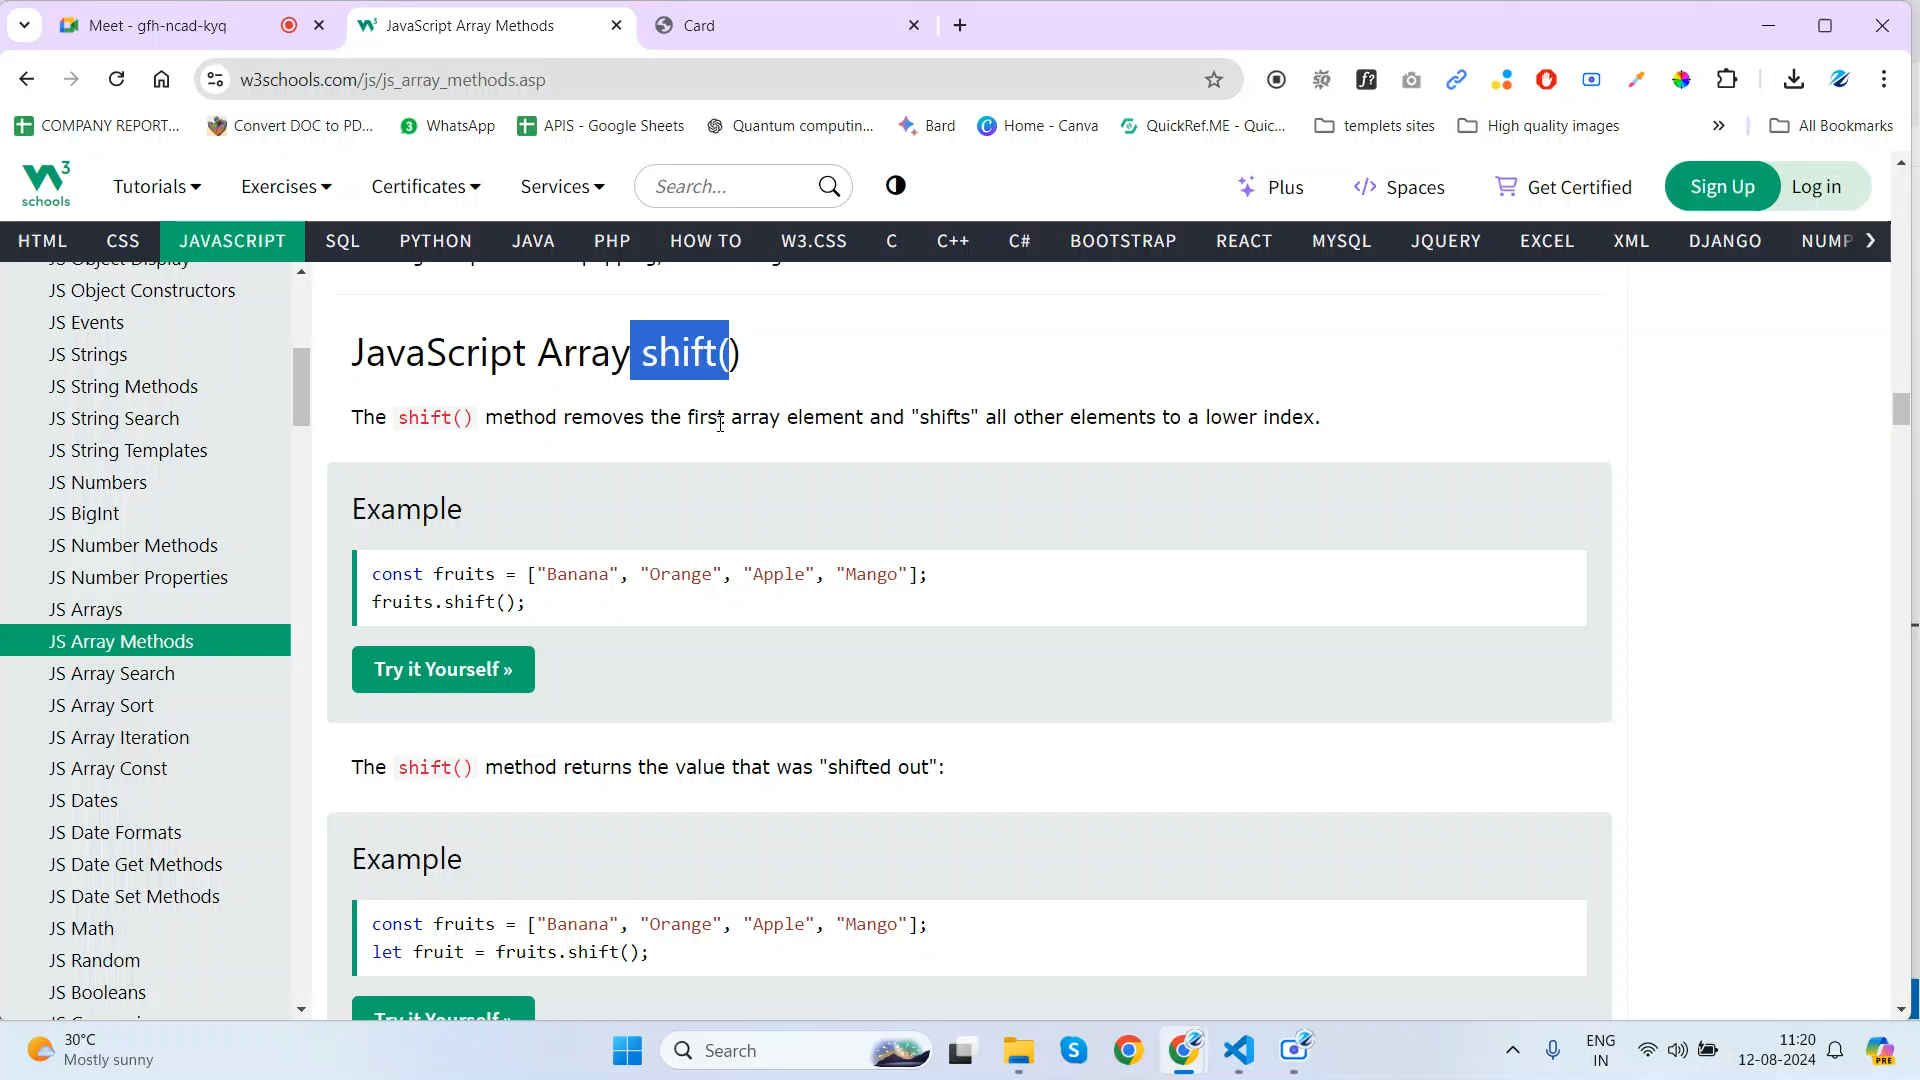 Meet - gfh-ncad-kyq
JavaScript Array Methods
Card
w3schools.com/js/js_array_methods.asp
COMPANY REPORT...
Convert DOC to PD...
WhatsApp
APIS - Google Sheets
Quantum computin...
Bard
Home - Canva
QuickRef.ME - Quic...
templets sites
High quality images
All Bookmarks
schools
Tutorials
Exercises
Certificates
Services
Search...
Plus
Spaces
Get Certified
Sign Up
Log in
HTML
CSS
JAVASCRIPT
SQL
PYTHON
JAVA
PHP
HOW TO
W3.CSS
C
C++
C#
BOOTSTRAP
REACT
MYSQL
JQUERY
EXCEL
XML
DJANGO
NUMP
JS Object Display
JS Object Constructors
JS Events
JS Strings
JS String Methods
JS String Search
JS String Templates
JS Numbers
JS BigInt
JS Number Methods
JS Number Properties
JS Arrays
JS Array Methods
JS Array Search
JS Array Sort
JS Array Iteration
JS Array Const
JS Dates
JS Date Formats
JS Date Get Methods
JS Date Set Methods
JS Math
JS Random
JS Booleans
JavaScript Array shift()
The shift() method removes the first array element and "shifts" all other elements to a lower index.
Example
const fruits = ["Banana", "Orange", "Apple", "Mango"];
fruits.shift();
Try it Yourself »
The shift() method returns the value that was "shifted out":
Example
const fruits = ["Banana", "Orange", "Apple", "Mango"];
let fruit = fruits.shift();
Try it Yourself »
30°C
Mostly sunny
Search
ENG
IN
11:20
12-08-2024